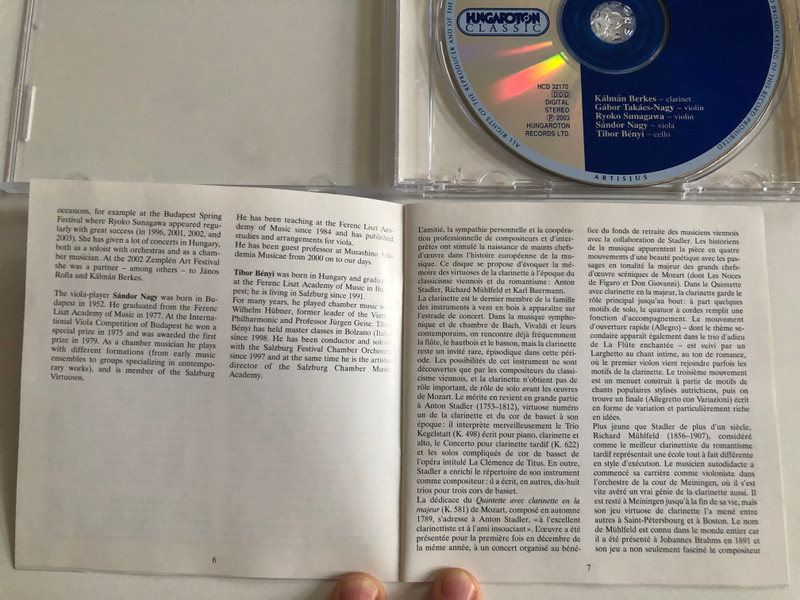 HUNGAROTON
CLASSIC
HCD 32170
DDD
DIGITAL
STEREO
℗ 2003
HUNGAROTON
RECORDS LTD.
Kálmán Berkes – clarinet
Gábor Takács-Nagy – violin
Ryoko Sunagawa – violin
Sándor Nagy – viola
Tibor Bényi – cello
ALL RIGHTS OF THE REPRODUCER AND OF THE
BROADCASTING OF THIS RECORD PROHIBITED
ARTISJUS
occasions, for example at the Budapest Spring
Festival where Ryoko Sunagawa appeared regu-
larly with great success (in 1996, 2001, 2002, and
2003). She has given a lot of concerts in Hungary,
both as a soloist with orchestras and as a cham-
ber musician. At the 2002 Zemplén Art Festival
she was a partner – among others – to János
Rolla and Kálmán Berkes.
The viola-player Sándor Nagy was born in Bu-
dapest in 1952. He graduated from the Ferenc
Liszt Academy of Music in 1977. At the Interna-
tional Viola Competition of Budapest he won a
special prize in 1975 and was awarded the first
prize in 1979. As a chamber musician he plays
with different formations (from early music
ensembles to groups specializing in contempo-
rary works), and is member of the Salzburg
Virtuosos.
He has been teaching at the Ferenc Liszt Aca-
demy of Music since 1984 and has published
studies and arrangements for viola.
He has been guest professor at Musashino Aca-
demia Musicae from 2000 on to our days.
Tibor Bényi was born in Hungary and graduated
at the Ferenc Liszt Academy of Music in Bu
pest; he is living in Salzburg since 1991.
For many years, he played chamber music w
Wilhelm Hübner, former leader of the Vienna
Philharmonic and Professor Jürgen Geise. Tibor
Bényi has held master classes in Bolzano (Italy
since 1998. He has been conductor and soloist
with the Salzburg Festival Chamber Orchestra
since 1997 and at the same time he is the artistic
director of the Salzburg Chamber Music
Academy.
6
L'amitié, la sympathie personnelle et la coopéra-
tion professionnelle de compositeurs et d'inter-
prètes ont stimulé la naissance de maints chefs-
d'œuvre dans l'histoire européenne de la mu-
sique. Ce disque se propose d'évoquer la mé-
moire des virtuoses de la clarinette à l'époque du
classicisme viennois et du romantisme : Anton
Stadler, Richard Mühlfeld et Karl Baermann.
La clarinette est le dernier membre de la famille
des instruments à vent en bois à apparaître sur
l'estrade de concert. Dans la musique sympho-
nique et de chambre de Bach, Vivaldi et leurs
contemporains, on rencontre déjà fréquemment
la flûte, le hautbois et le basson, mais la clarinette
reste un invité rare, épisodique dans cette péri-
ode. Les possibilités de cet instrument ne sont
découvertes que par les compositeurs du classi-
cisme viennois, et la clarinette n'obtient pas de
rôle important, de rôle de solo avant les œuvres
de Mozart. Le mérite en revient en grande partie
à Anton Stadler (1753–1812), virtuose numéro
un de la clarinette et du cor de basset à son
époque : il interprète merveilleusement le Trio
Kegelstatt (K. 498) écrit pour piano, clarinette et
alto, le Concerto pour clarinette tardif (K. 622)
et les solos compliqués de cor de basset de
l'opéra intitulé La Clémence de Titus. En outre,
Stadler a enrichi le répertoire de son instrument
comme compositeur : il a écrit, en autres, dix-huit
trios pour trois cors de basset.
La dédicace du Quintette avec clarinette en la
majeur (K. 581) de Mozart, composé en automne
1789, s'adresse à Anton Stadler, « à l'excellent
clarinettiste et à l'ami insouciant ». L'œuvre a été
présentée pour la première fois en décembre de
la même année, à un concert organisé au béné-
fice du fonds de retraite des musiciens viennois
avec la collaboration de Stadler. Les historiens
de la musique apparentent la pièce en quatre
mouvements d'une beauté poétique avec les pas-
sages en tonalité la majeur des grands chefs-
d'œuvre scéniques de Mozart (dont Les Noces
de Figaro et Don Giovanni). Dans le Quintette
avec clarinette en la majeur, la clarinette garde le
rôle principal jusqu'au bout : à part quelques
motifs de solo, le quatuor à cordes remplit une
fonction d'accompagnement. Le mouvement
d'ouverture rapide (Allegro) – dont le thème se-
condaire apparaît également dans le trio d'adieu
de La Flûte enchantée – est suivi par un
Larghetto au chant intime, au ton de romance,
où le premier violon vient rejoindre parfois les
motifs de la clarinette. Le troisième mouvement
est un menuet construit à partir de motifs de
chants populaires stylisés autrichiens, puis on
trouve un finale (Allegretto con Variazioni) écrit
en forme de variation et particulièrement riche
en idées.
Plus jeune que Stadler de plus d'un siècle,
Richard Mühlfeld (1856–1907), considéré
comme le meilleur clarinettiste du romantisme
tardif représentait une école tout à fait différente
en style d'exécution. Le musicien autodidacte a
commencé sa carrière comme violoniste dans
l'orchestre de la cour de Meiningen, où il s'est
vite avéré un vrai génie de la clarinette aussi. Il
est resté à Meiningen jusqu'à la fin de sa vie, mais
son jeu virtuose de clarinette l'a mené entre
autres à Saint-Pétersbourg et à Boston. Le nom
de Mühlfeld est connu dans le monde entier car
il a été présenté à Johannes Brahms en 1891 et
son jeu a non seulement fasciné le compositeur
7